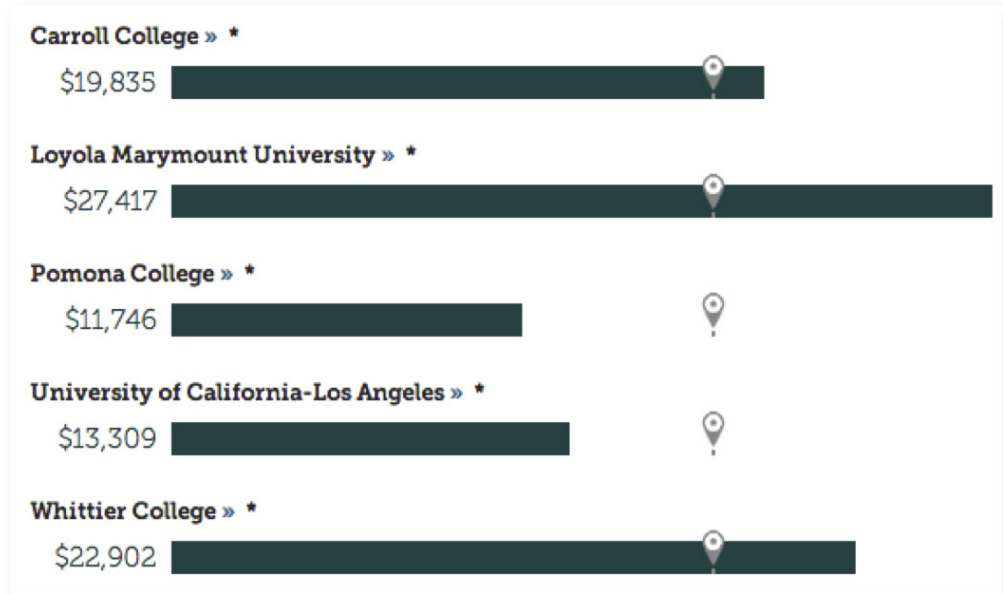 Carroll College » *
$19,835
Loyola Marymount University » *
$27,417
Pomona College » *
$11,746
University of California-Los Angeles » *
$13,309
Whittier College » *
$22,902